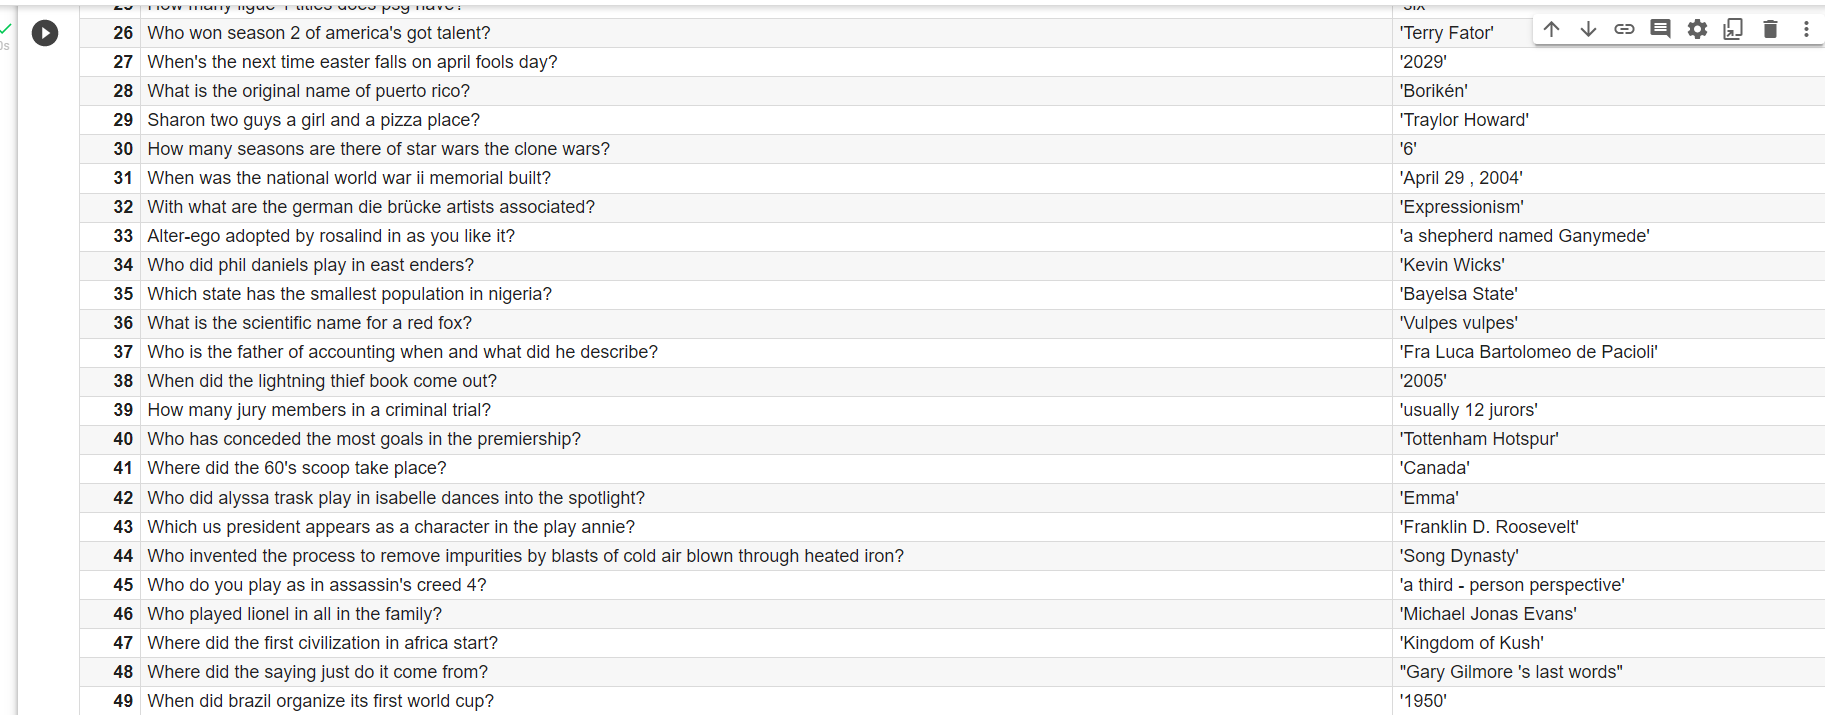 25 How many ligue 1 titles does psg have? 'six'
26 Who won season 2 of america's got talent? 'Terry Fator'
27 When's the next time easter falls on april fools day? '2029'
28 What is the original name of puerto rico? 'Borikén'
29 Sharon two guys a girl and a pizza place? 'Traylor Howard'
30 How many seasons are there of star wars the clone wars? '6'
31 When was the national world war ii memorial built? 'April 29 , 2004'
32 With what are the german die brücke artists associated? 'Expressionism'
33 Alter-ego adopted by rosalind in as you like it? 'a shepherd named Ganymede'
34 Who did phil daniels play in east enders? 'Kevin Wicks'
35 Which state has the smallest population in nigeria? 'Bayelsa State'
36 What is the scientific name for a red fox? 'Vulpes vulpes'
37 Who is the father of accounting when and what did he describe? 'Fra Luca Bartolomeo de Pacioli'
38 When did the lightning thief book come out? '2005'
39 How many jury members in a criminal trial? 'usually 12 jurors'
40 Who has conceded the most goals in the premiership? 'Tottenham Hotspur'
41 Where did the 60's scoop take place? 'Canada'
42 Who did alyssa trask play in isabelle dances into the spotlight? 'Emma'
43 Which us president appears as a character in the play annie? 'Franklin D. Roosevelt'
44 Who invented the process to remove impurities by blasts of cold air blown through heated iron? 'Song Dynasty'
45 Who do you play as in assassin's creed 4? 'a third - person perspective'
46 Who played lionel in all in the family? 'Michael Jonas Evans'
47 Where did the first civilization in africa start? 'Kingdom of Kush'
48 Where did the saying just do it come from? "Gary Gilmore 's last words"
49 When did brazil organize its first world cup? '1950'